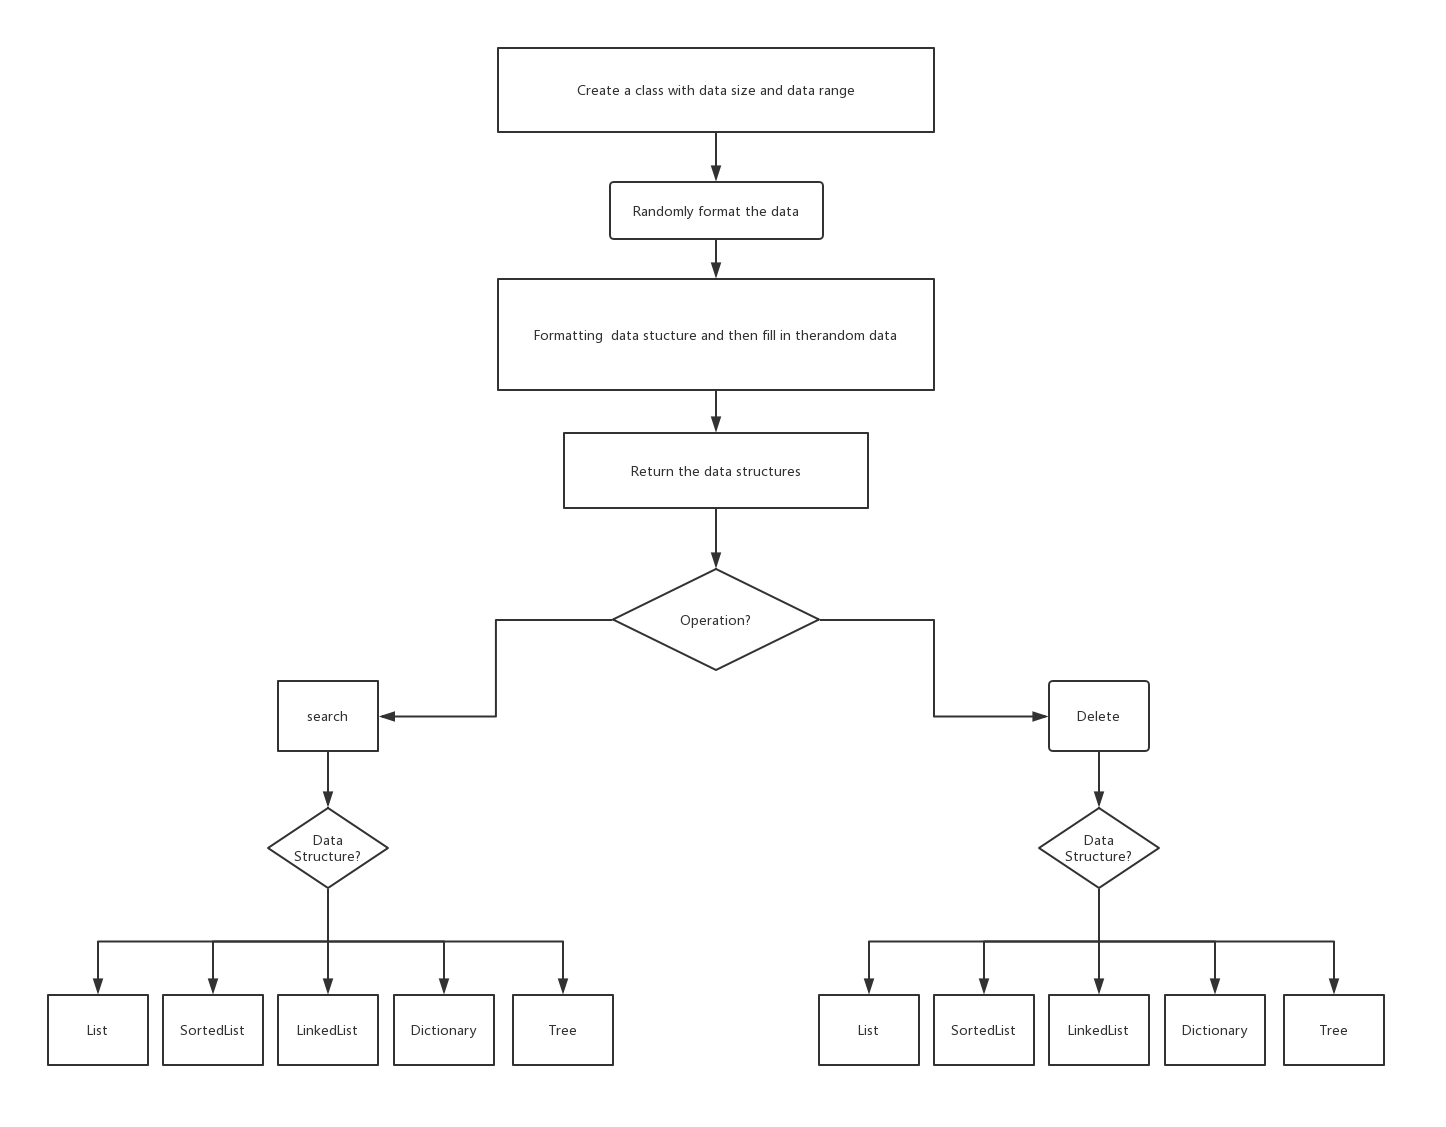 Create a class with data size and data range
Randomly format the data
Formatting  data stucture and then fill in therandom data
Return the data structures
Operation?
search
Delete
Data
Structure?
Data
Structure?
List
SortedList
LinkedList
Dictionary
Tree
List
SortedList
LinkedList
Dictionary
Tree